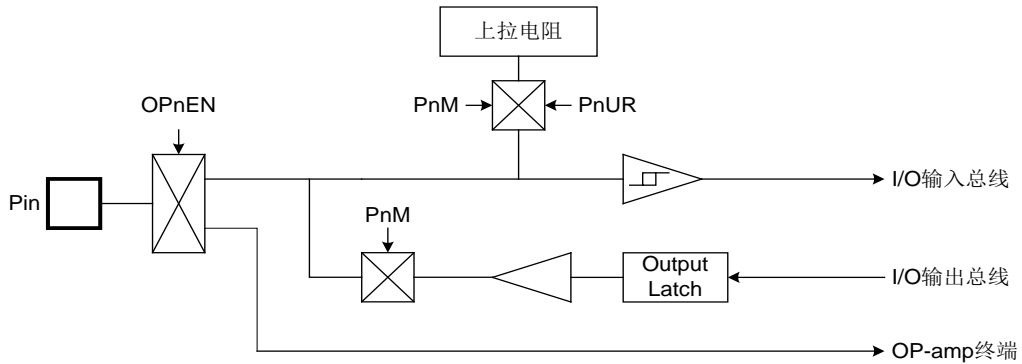 上拉电阻
PnM
PnUR
OPnEN
Pin
I/O输入总线
PnM
Output
Latch
I/O输出总线
OP-amp终端